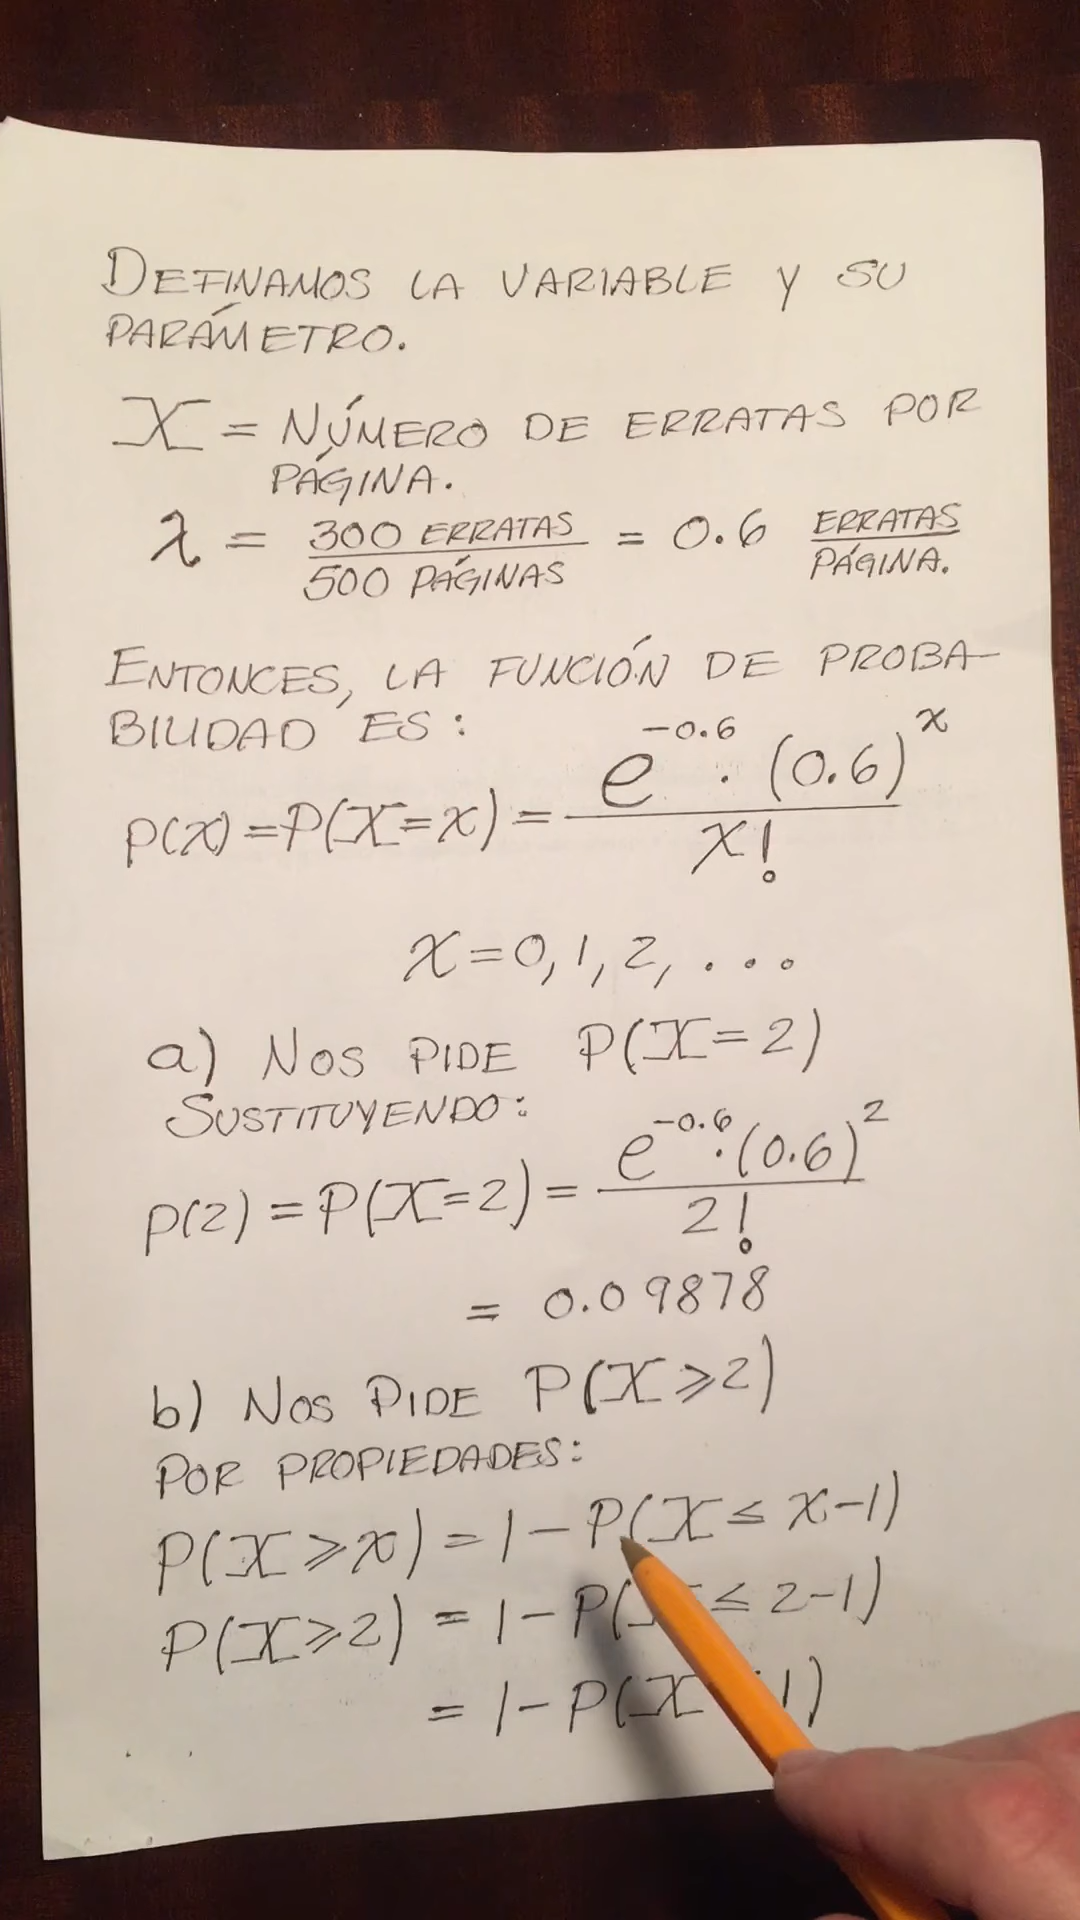 DEFINAMOS LA VARIABLE Y SU
PARÁMETRO.
X = NÚMERO DE ERRATAS POR
PÁGINA.
λ = 300 ERRATAS / 500 PÁGINAS = 0.6 ERRATAS / PÁGINA.
ENTONCES, LA FUNCIÓN DE PROBA-
BILIDAD ES:
p(x) = P(X = x) = e^-0.6 · (0.6)^x / x!
x = 0, 1, 2, ...
a) NOS PIDE P(X = 2)
SUSTITUYENDO:
p(2) = P(X = 2) = e^-0.6 · (0.6)^2 / 2!
= 0.09878
b) NOS PIDE P(X ⩾ 2)
POR PROPIEDADES:
P(X ⩾ x) = 1 - P(X ≤ x - 1)
P(X ⩾ 2) = 1 - P( ≤ 2 - 1)
= 1 - P(X 1)